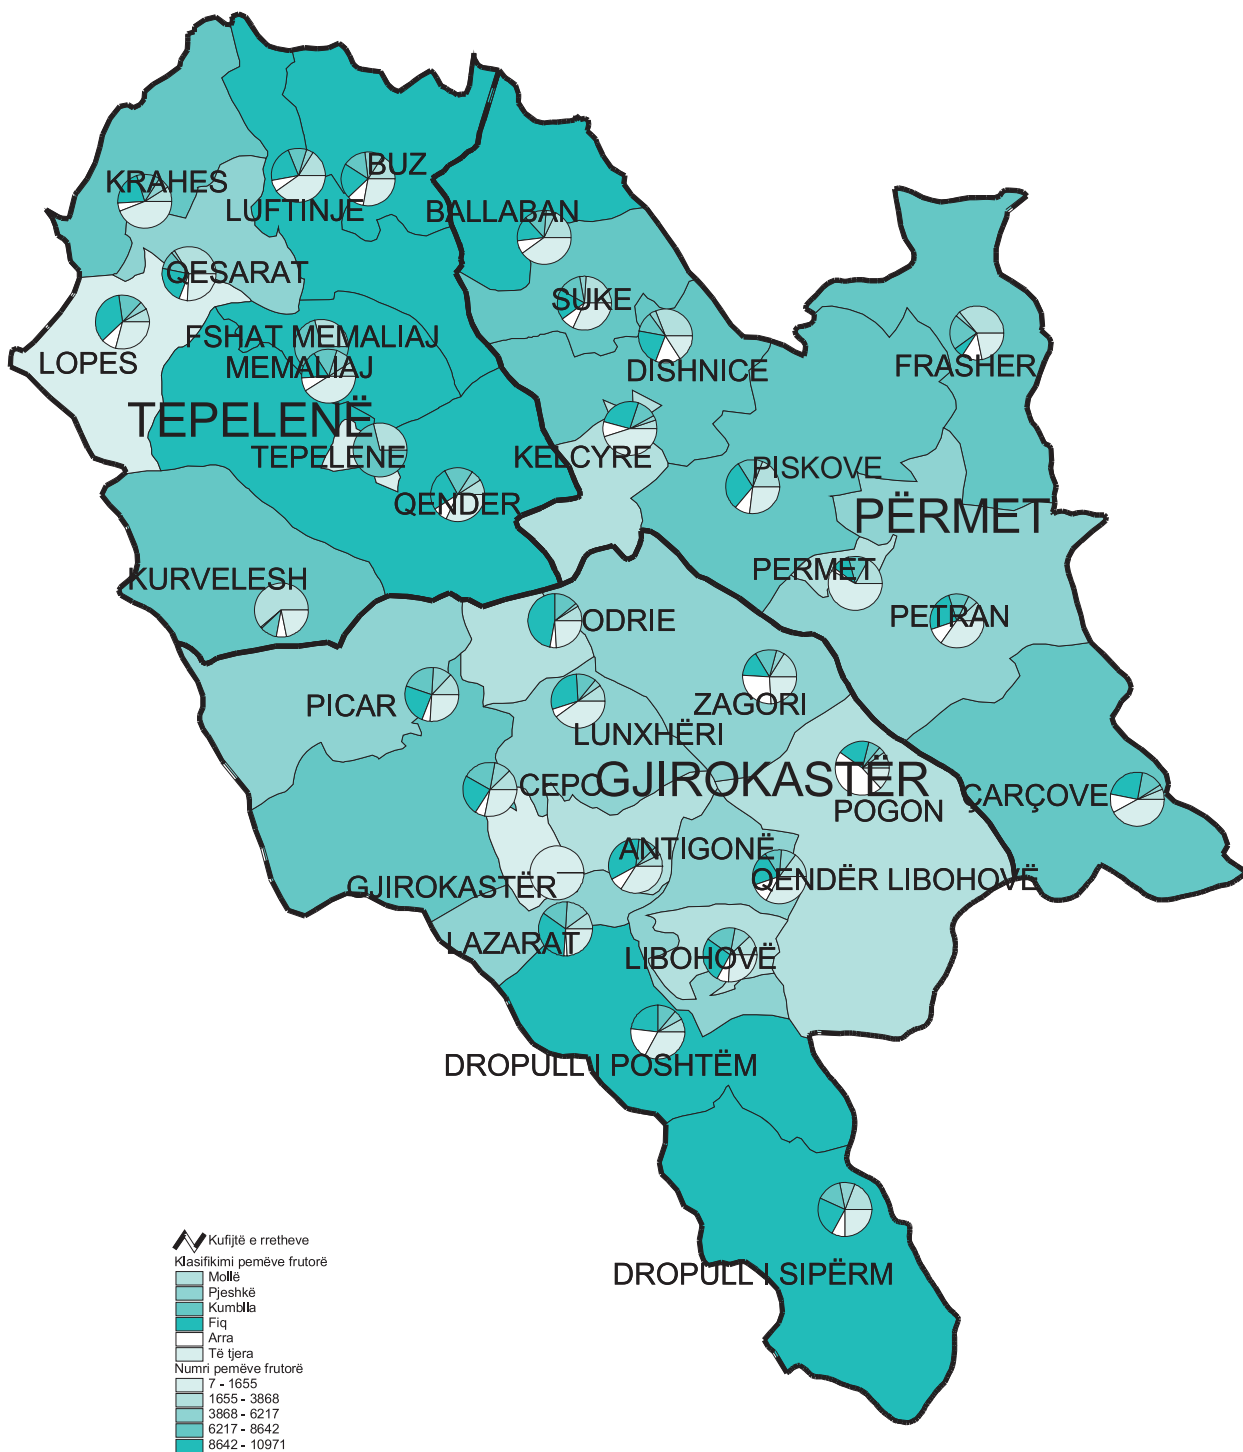 BUZ
KRAHES
LUFTINJE
BALLABAN
QESARAT
SUKE
FSHAT MEMALIAJ
LOPES
MEMALIAJ
DISHNICE
FRASHER
TEPELENË
TEPELENE
KELCYRE
PISKOVE
QENDER
PËRMET
KURVELESH
PERMET
PETRAN
ODRIE
PICAR
ZAGORI
LUNXHËRI
CEPO
GJIROKASTËR
ÇARÇOVE
POGON
ANTIGONË
GJIROKASTËR
QENDËR LIBOHOVË
LAZARAT
LIBOHOVË
DROPULL I POSHTËM
DROPULL I SIPËRM
Kufijtë e rretheve
Klasifikimi pemëve frutorë
Mollë
Pjeshkë
Kumblla
Fiq
Arra
Të tjera
Numri pemëve frutorë
7 - 1655
1655 - 3868
3868 - 6217
6217 - 8642
8642 - 10971